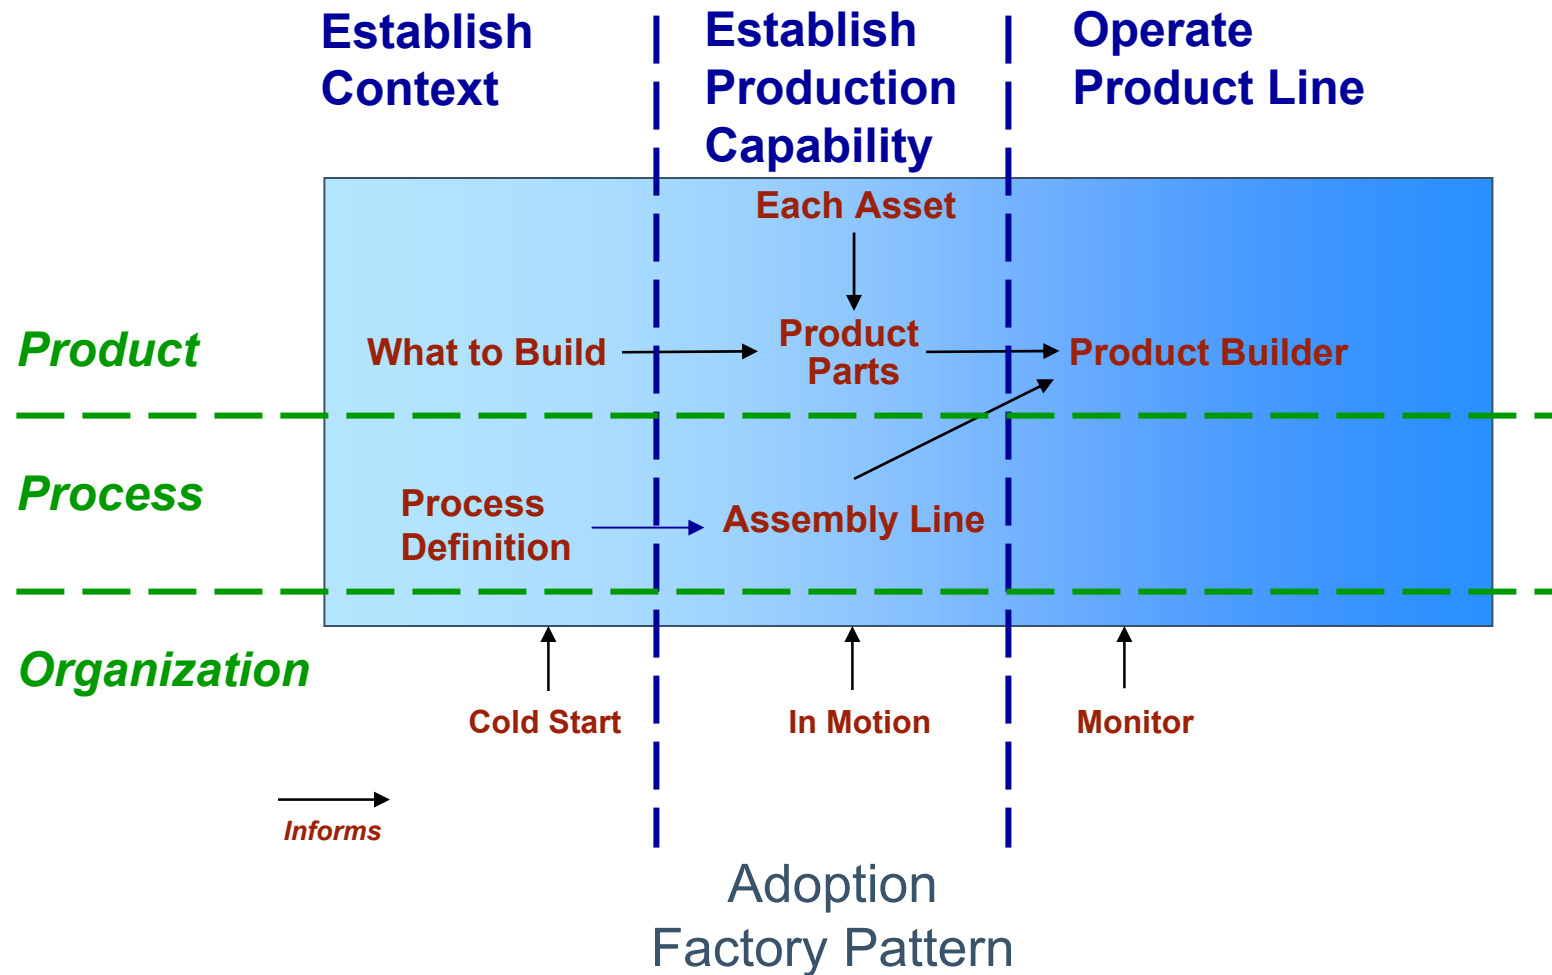 Establish
Context
Establish
Production
Capability
Operate
Product Line
Each Asset
Product
What to Build
Product
Parts
Product Builder
Process
Process
Definition
Assembly Line
Organization
Cold Start
In Motion
Monitor
Informs
Adoption
Factory Pattern